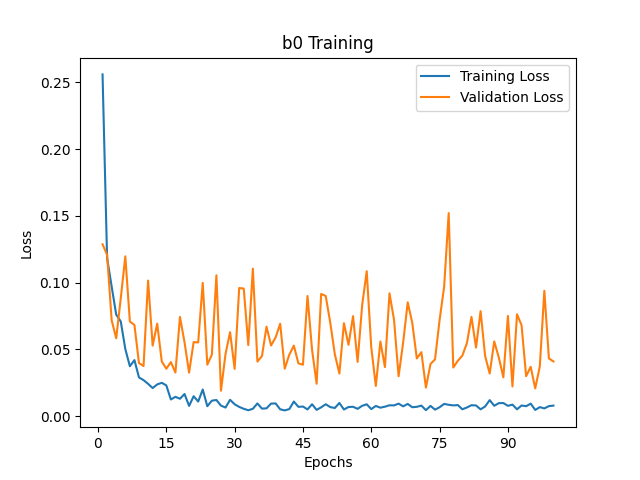 b0 Training
Training Loss
Validation Loss
0.25
0.20
0.15
0.10
0.05
0.00
Loss
0 15 30 45 60 75 90
Epochs